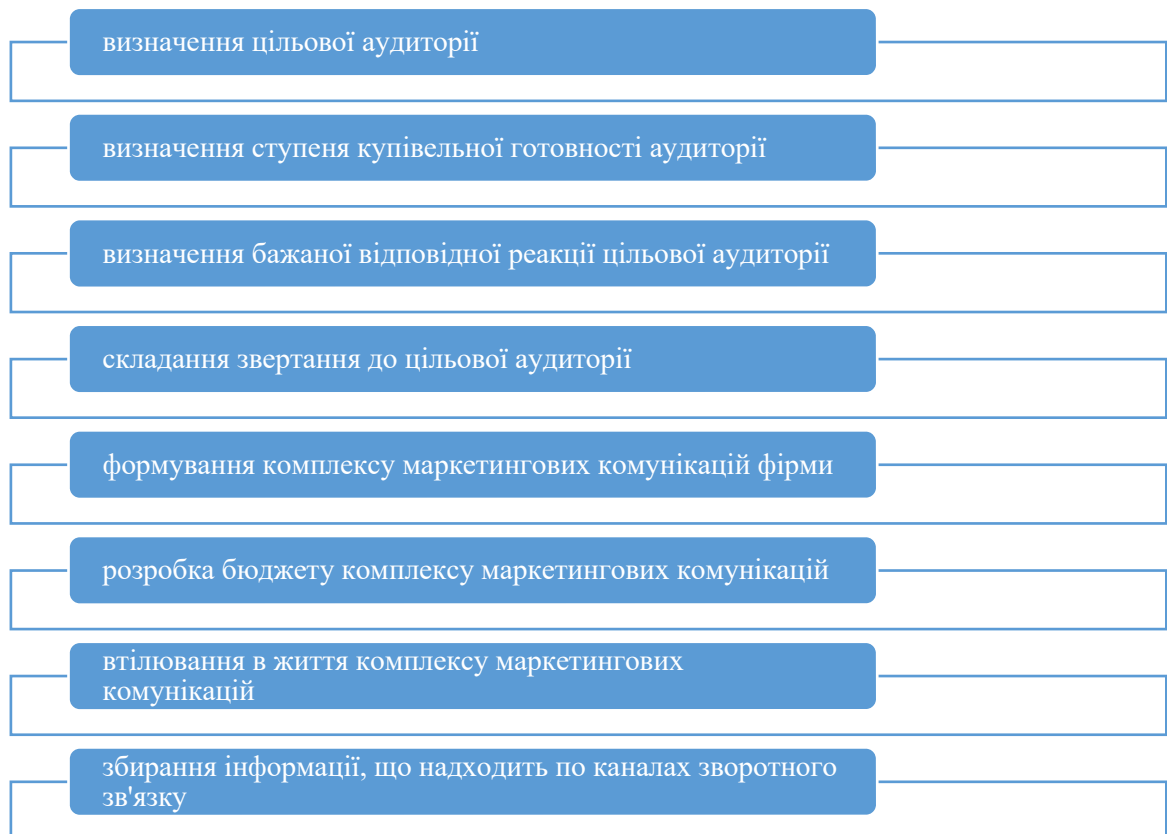 визначення цільової аудиторії
визначення ступеня купівельної готовності аудиторії
визначення бажаної відповідної реакції цільової аудиторії
складання звертання до цільової аудиторії
формування комплексу маркетингових комунікацій фірми
розробка бюджету комплексу маркетингових комунікацій
втілювання в життя комплексу маркетингових
комунікацій
збирання інформації, що надходить по каналах зворотного
зв'язку